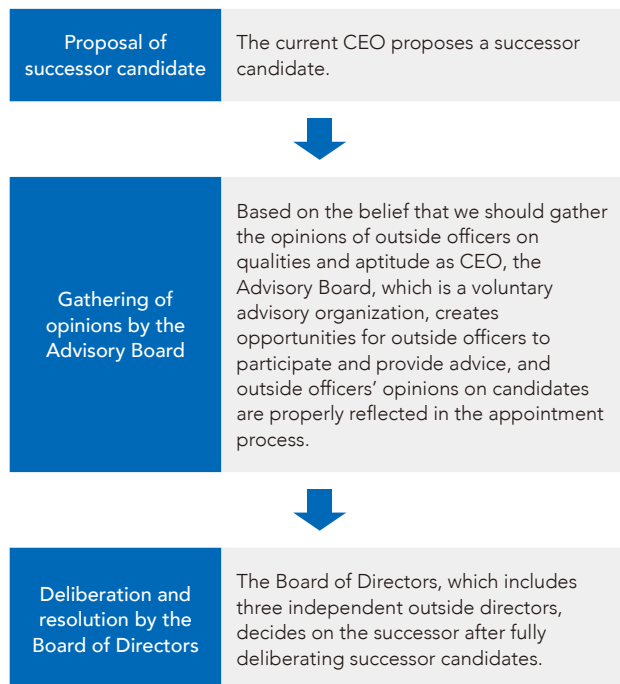 Proposal of
successor candidate
The current CEO proposes a successor
candidate.
Gathering of
opinions by the
Advisory Board
Based on the belief that we should gather
the opinions of outside officers on
qualities and aptitude as CEO, the
Advisory Board, which is a voluntary
advisory organization, creates
opportunities for outside officers to
participate and provide advice, and
outside officers’ opinions on candidates
are properly reflected in the appointment
process.
Deliberation and
resolution by the
Board of Directors
The Board of Directors, which includes
three independent outside directors,
decides on the successor after fully
deliberating successor candidates.